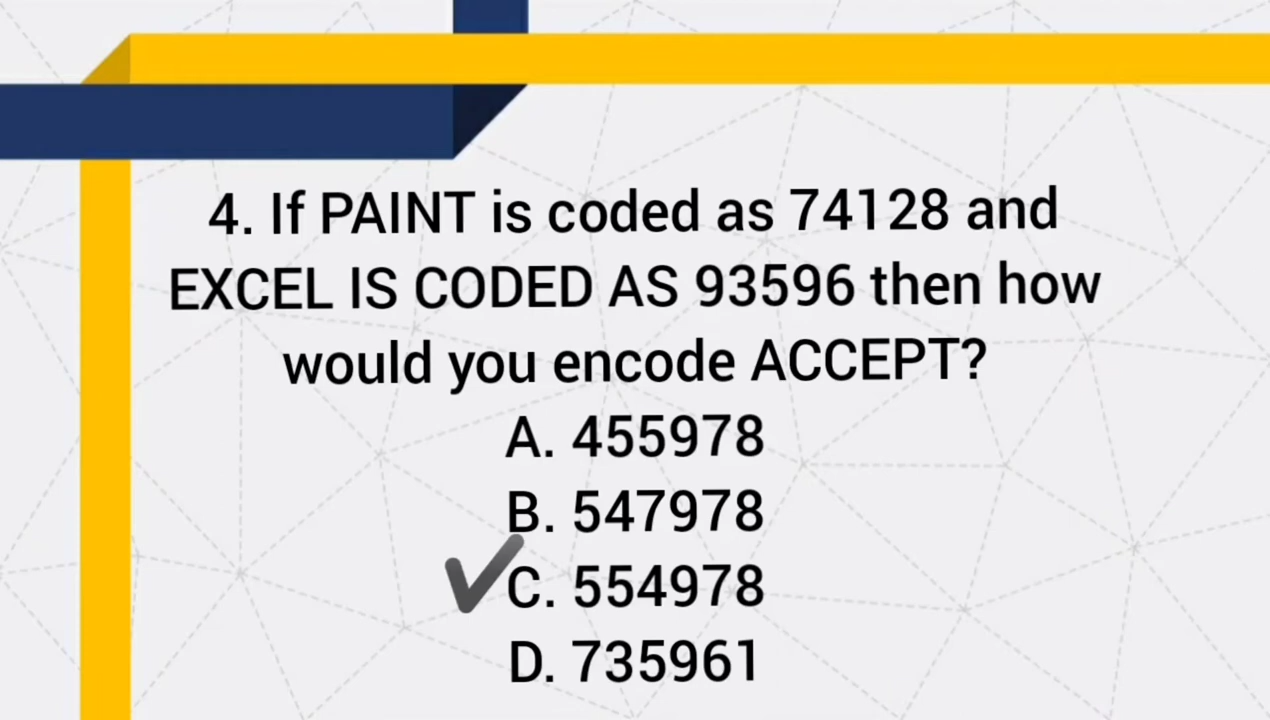 4. If PAINT is coded as 74128 and
EXCEL IS CODED AS 93596 then how
would you encode ACCEPT?
A. 455978
B. 547978
✔C. 554978
D. 735961